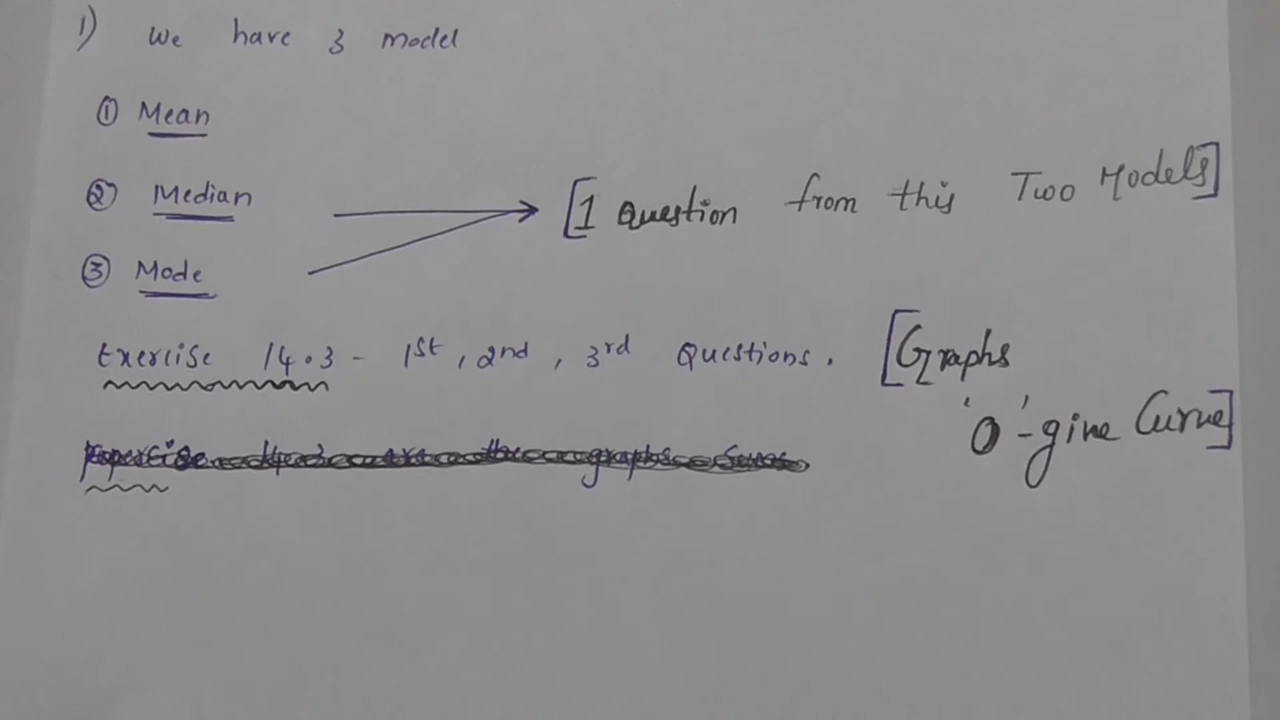 1) We have 3 model
① Mean
② Median
[1 Question from this Two Models]
③ Mode
Exercise 14.3 - 1st, 2nd, 3rd Questions.
[Graphs
'O'-give Curve]